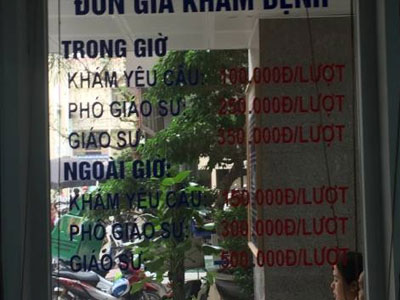 ĐƠN GIÁ KHÁM BỆNH
TRONG GIỜ
KHÁM YÊU CẦU: 100.000Đ/LƯỢT
PHÓ GIÁO SƯ: 250.000Đ/LƯỢT
GIÁO SƯ: 350.000Đ/LƯỢT
NGOÀI GIỜ:
KHÁM YÊU CẦU: 150.000Đ/LƯỢT
PHÓ GIÁO SƯ: 300.000Đ/LƯỢT
GIÁO SƯ: 500.000Đ/LƯỢT